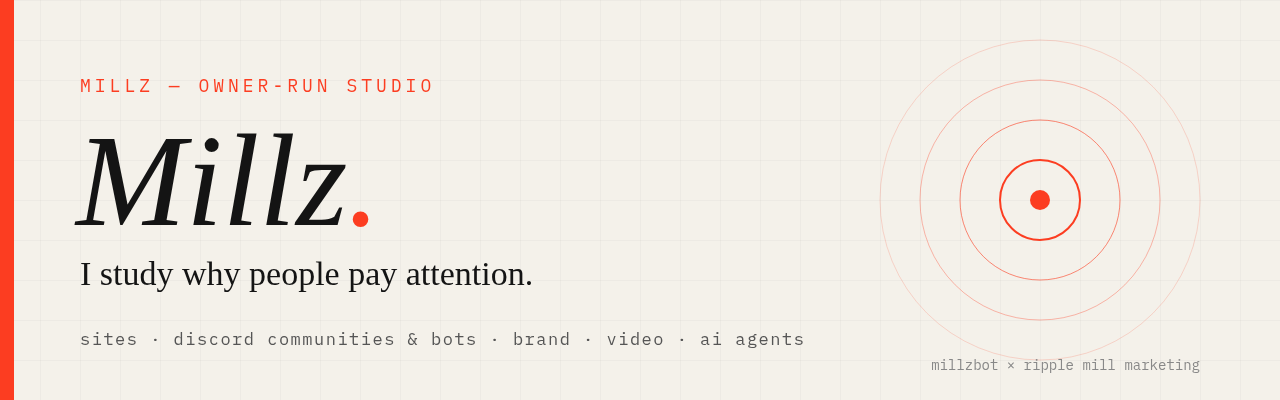 MILLZ — OWNER-RUN STUDIO
Millz.
I study why people pay attention.
sites · discord communities & bots · brand · video · ai agents
millzbot × ripple mill marketing